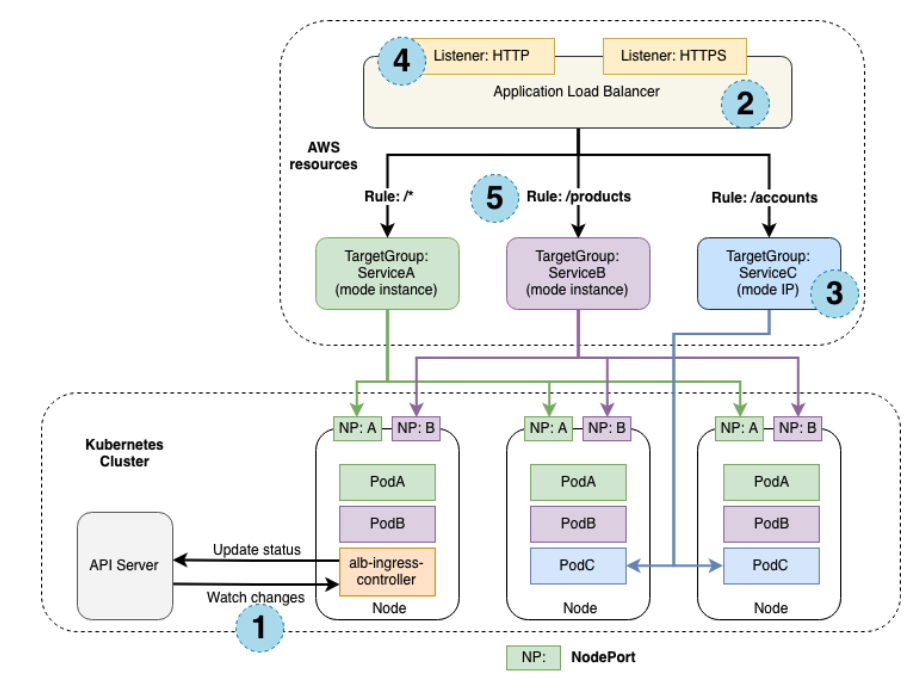 4
Listener: HTTP
Listener: HTTPS
Application Load Balancer
2
AWS
resources
Rule: /*
5
Rule: /products
Rule: /accounts
TargetGroup:
ServiceA
(mode instance)
TargetGroup:
ServiceB
(mode instance)
TargetGroup:
ServiceC
(mode IP)
3
Kubernetes
Cluster
NP: A
NP: B
NP: A
NP: B
NP: A
NP: B
PodA
PodB
alb-ingress-
controller
Node
PodA
PodB
PodC
Node
PodA
PodB
PodC
Node
API Server
Update status
Watch changes
1
NP:
NodePort